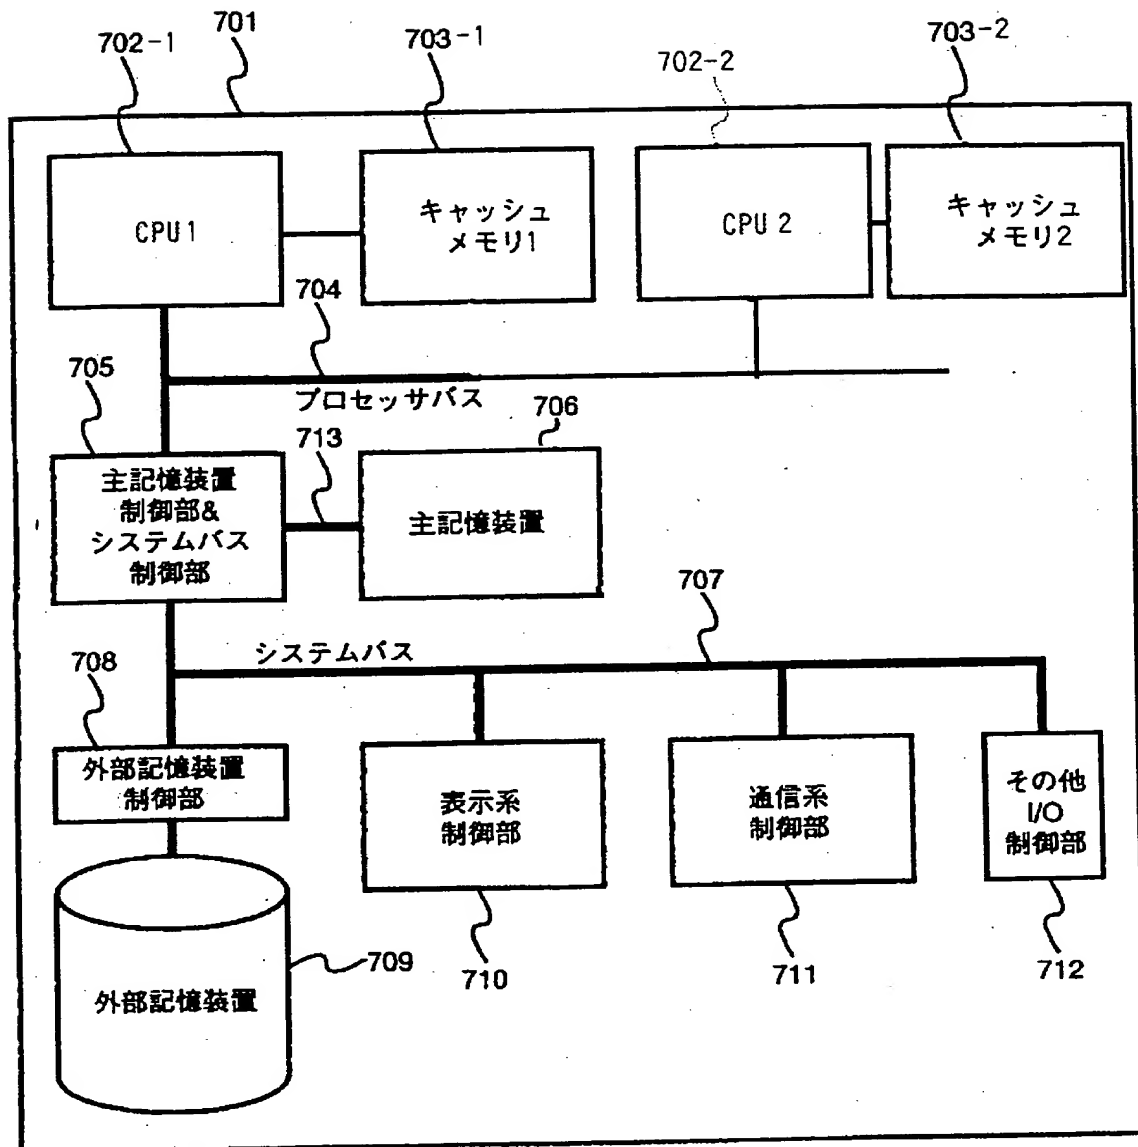 702-1
701
703-1
702-2
703-2
CPU1
キャッシュ
メモリ1
CPU 2
キャッシュ
メモリ2
704
プロセッサバス
705
713
706
主記憶装置
制御部&
システムバス
制御部
主記憶装置
707
システムバス
708
外部記憶装置
制御部
表示系
制御部
通信系
制御部
その他
I/O
制御部
709
外部記憶装置
710
711
712